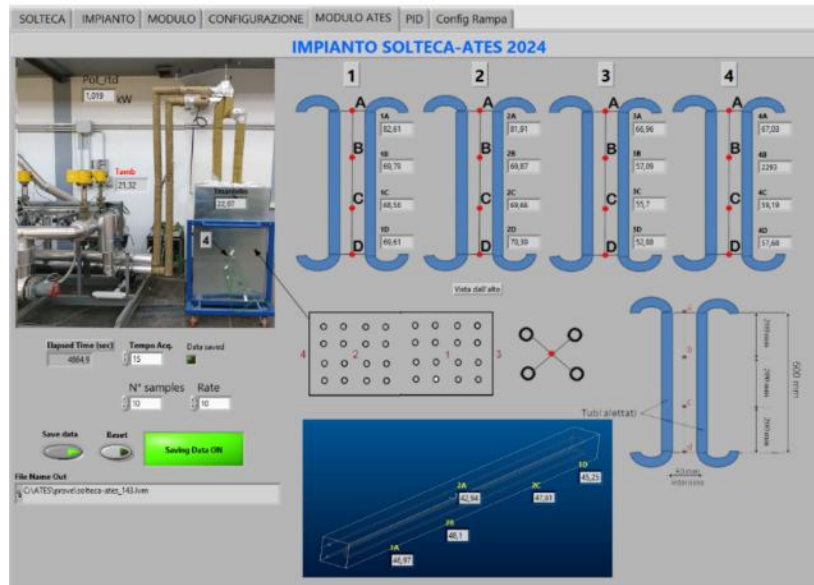 SOLTECA IMPIANTO MODULO CONFIGURAZIONE MODULO ATES PID Config Rampa
IMPIANTO SOLTECA-ATES 2024
Pol_rtd
1,019 kW
Tamb
21,32
22,07
4
1 2 3 4
A A A A
1A 2A 3A 4A
82,61 81,91 66,96 67,03
B B B B
1B 2B 3B 4B
69,79 69,87 57,09 2293
C C C C
1C 2C 3C 4C
68,58 69,66 55,7 59,19
D D D D
1D 2D 3D 4D
69,61 70,39 52,88 57,68
Vista dall'alto
4 2 1 3
Elapsed Time (sec) Tempo Acq. Data saved
4864,9 15
N° samples Rate
10 10
Save data Reset Saving Data ON
File Name Out
C:\ATES\prove\solteca-ates_143.lvm
600 mm
Tubi alettati
interasse
1D
45,25
2A
42,94
2C
47,61
2B
48,1
1A
46,97